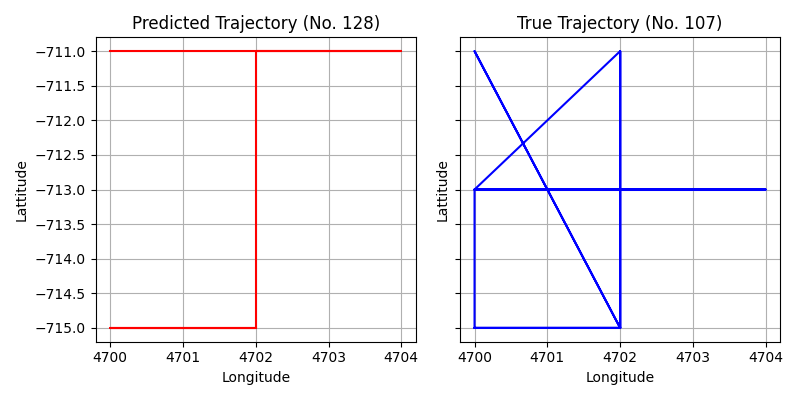 Predicted Trajectory (No. 128)
True Trajectory (No. 107)
Lattitude
−711.0
−711.5
−712.0
−712.5
−713.0
−713.5
−714.0
−714.5
−715.0
4700 4701 4702 4703 4704
Longitude
Lattitude
4700 4701 4702 4703 4704
Longitude